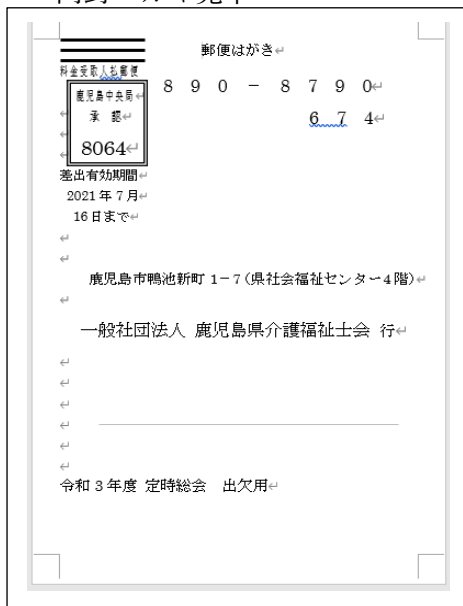 郵便はがき
料金受取人払郵便
鹿児島中央局
承 認
8064
890-8790
674
差出有効期間
2021年7月
16日まで
鹿児島市鴨池新町1-7(県社会福祉センター4階)
一般社団法人 鹿児島県介護福祉士会 行
令和3年度 定時総会 出欠用